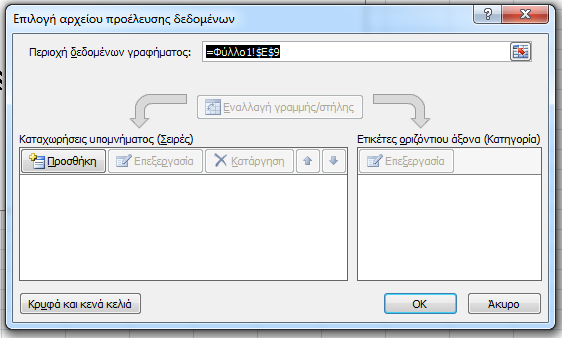 Επιλογή αρχείου προέλευσης δεδομένων
Περιοχή δεδομένων γραφήματος: =Φύλλο1!$E$9
Εναλλαγή γραμμής/στήλης
Καταχωρήσεις υπομνήματος (Σειρές)
Ετικέτες οριζόντιου άξονα (Κατηγορία)
Προσθήκη Επεξεργασία Κατάργηση
Επεξεργασία
Κρυφά και κενά κελιά OK Άκυρο